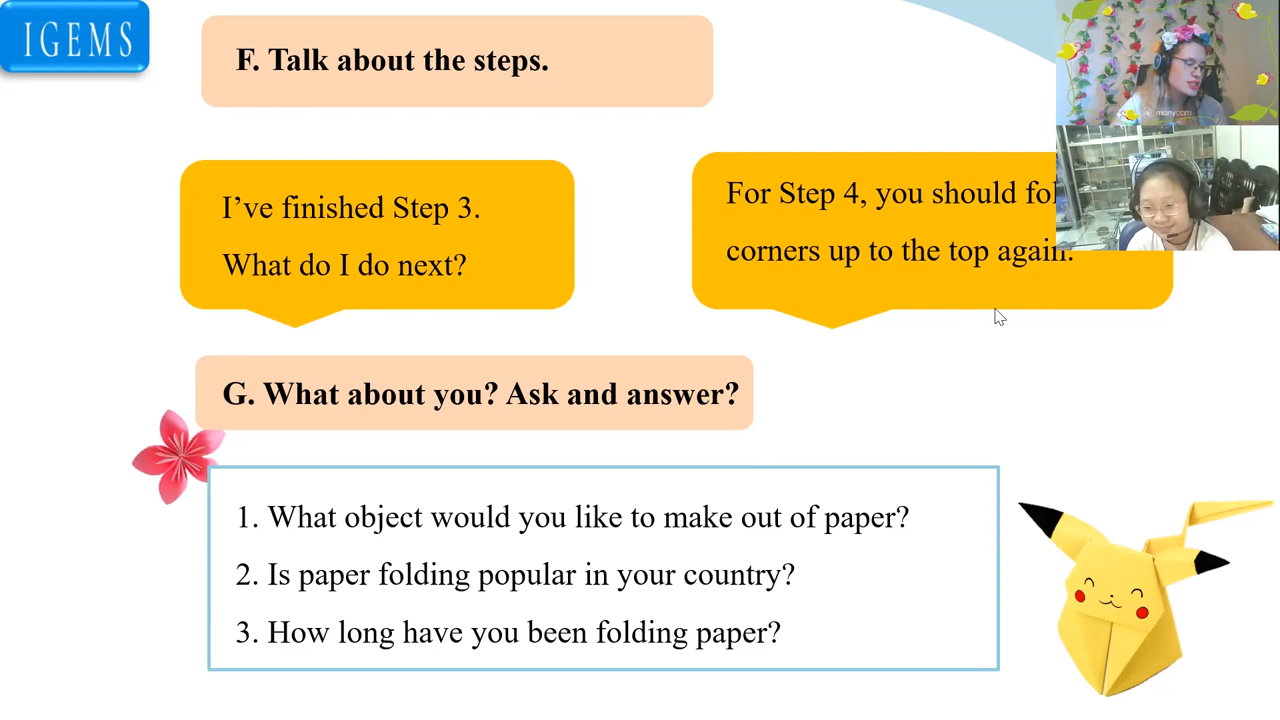 IGEMS
F. Talk about the steps.
I’ve finished Step 3.
What do I do next?
For Step 4, you should
corners up to the top again.
G. What about you? Ask and answer?
1. What object would you like to make out of paper?
2. Is paper folding popular in your country?
3. How long have you been folding paper?
manycam